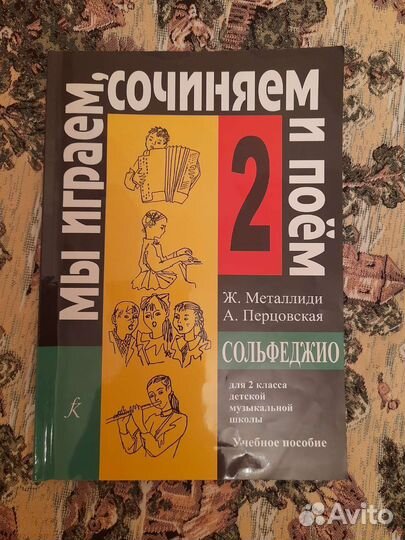 Мы играем,
сочиняем
и поём
2
Ж. Металлиди
А. Перцовская
СОЛЬФЕДЖИО
для 2 класса
детской
музыкальной
школы
Учебное пособие
Avito